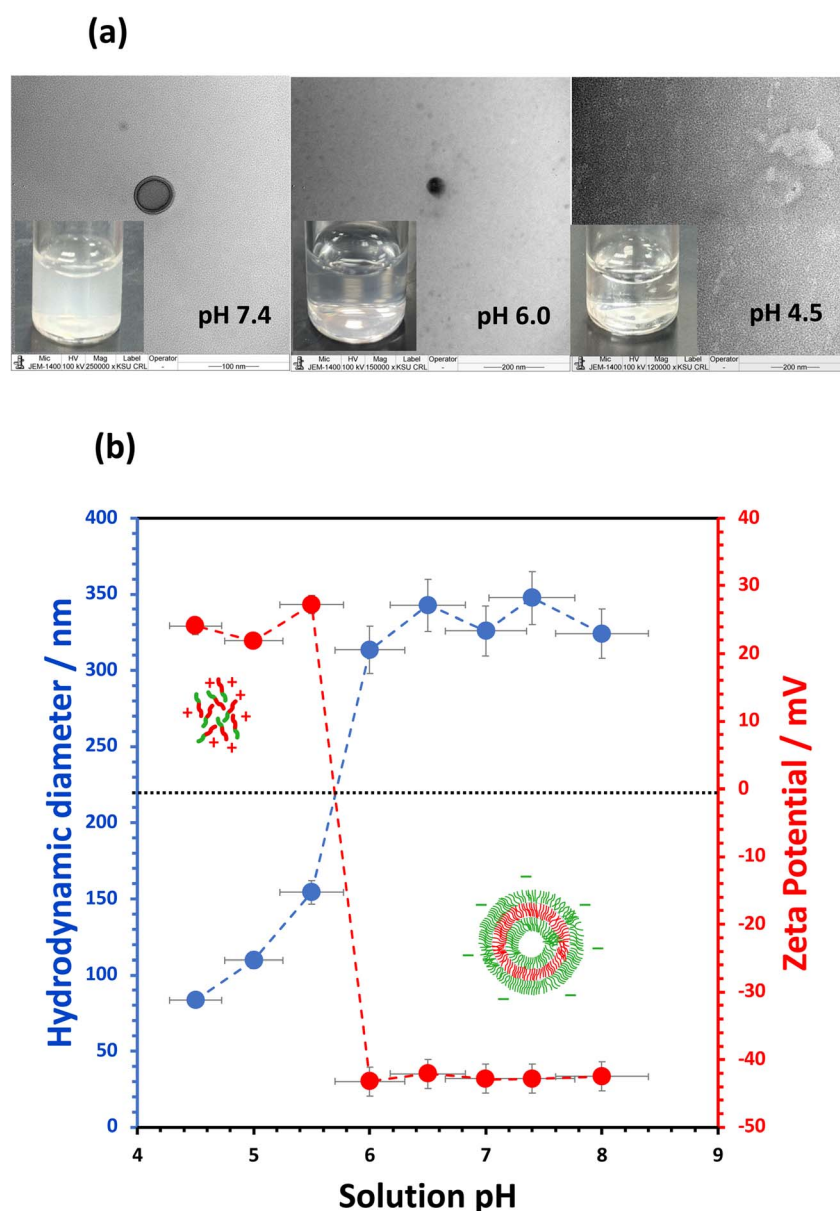 (a)
pH 7.4
pH 6.0
pH 4.5
Mic HV Mag Label Operator
JEM-1400 100 kV 250000 x KSU CRL - 100 nm
Mic HV Mag Label Operator
JEM-1400 100 kV 150000 x KSU CRL - 200 nm
Mic HV Mag Label Operator
JEM-1400 100 kV 120000 x KSU CRL - 200 nm
(b)
Hydrodynamic diameter / nm
400
350
300
250
200
150
100
50
0
+ + + + + + +
− − − − − − −
40
30
20
10
0
-10
-20
-30
-40
-50
Zeta Potential / mV
4 5 6 7 8 9
Solution pH